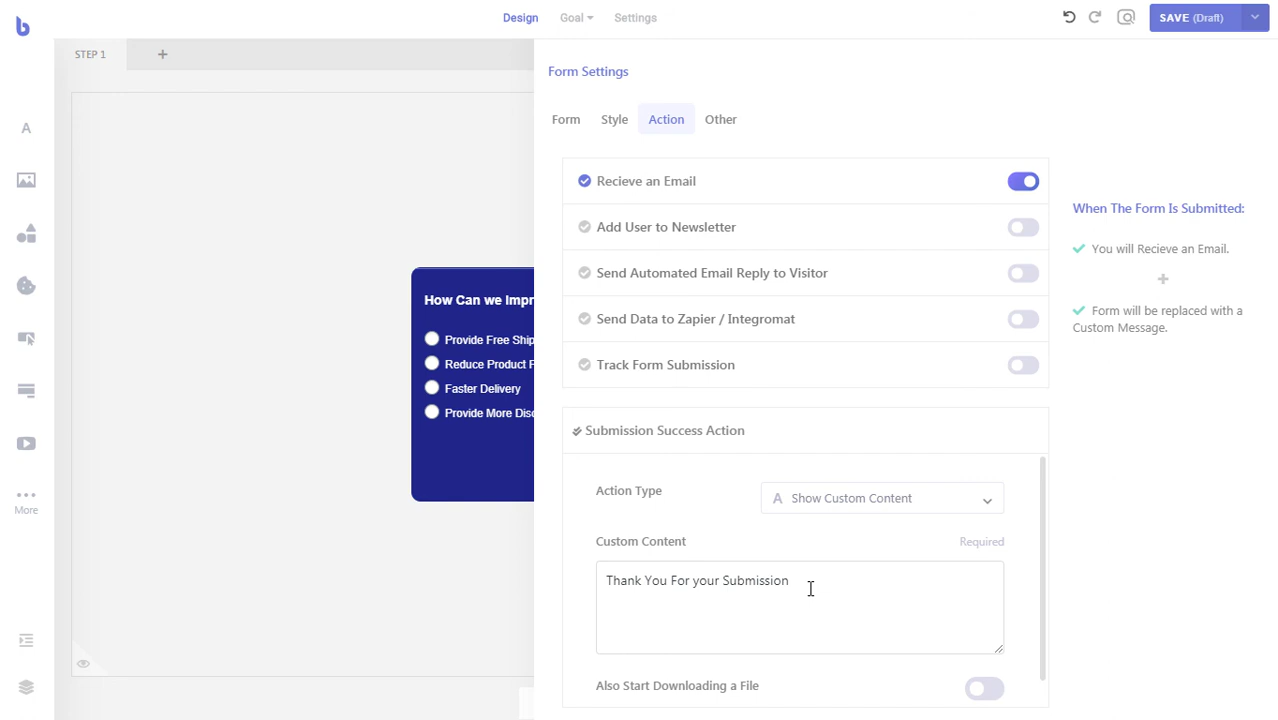 Design Goal Settings SAVE (Draft)
STEP 1 +
Form Settings
Form Style Action Other
Recieve an Email
Add User to Newsletter
Send Automated Email Reply to Visitor
Send Data to Zapier / Integromat
Track Form Submission
When The Form Is Submitted:
You will Recieve an Email.
+
Form will be replaced with a
Custom Message.
How Can we Impr
Provide Free Ship
Reduce Product P
Faster Delivery
Provide More Disc
Submission Success Action
Action Type A Show Custom Content
Custom Content Required
Thank You For your Submission
Also Start Downloading a File
A
More
b